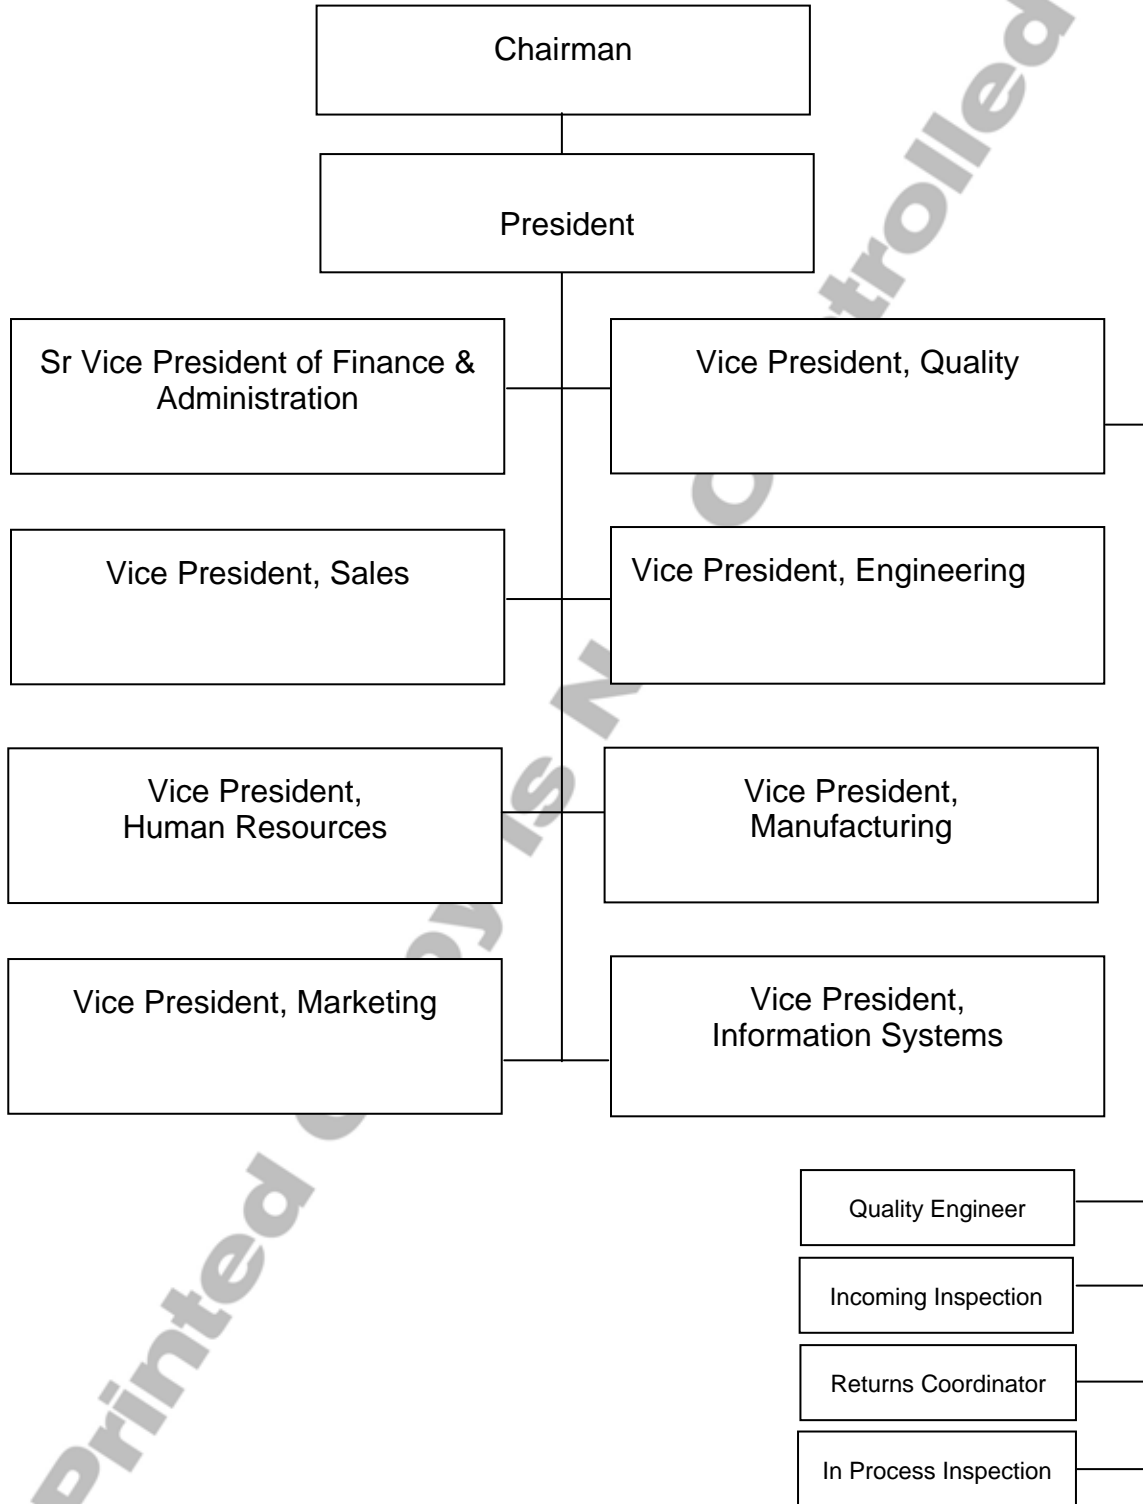 Chairman
President
Sr Vice President of Finance &
Administration
Vice President, Quality
Vice President, Sales
Vice President, Engineering
Vice President,
Human Resources
Vice President,
Manufacturing
Vice President, Marketing
Vice President,
Information Systems
Quality Engineer
Incoming Inspection
Returns Coordinator
In Process Inspection
Printed
is